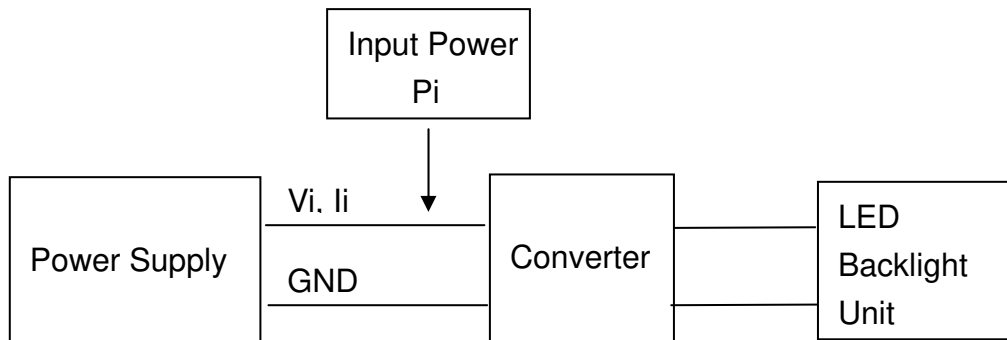 Input Power
Pi
Vi, Ii
Power Supply
GND
Converter
LED
Backlight
Unit